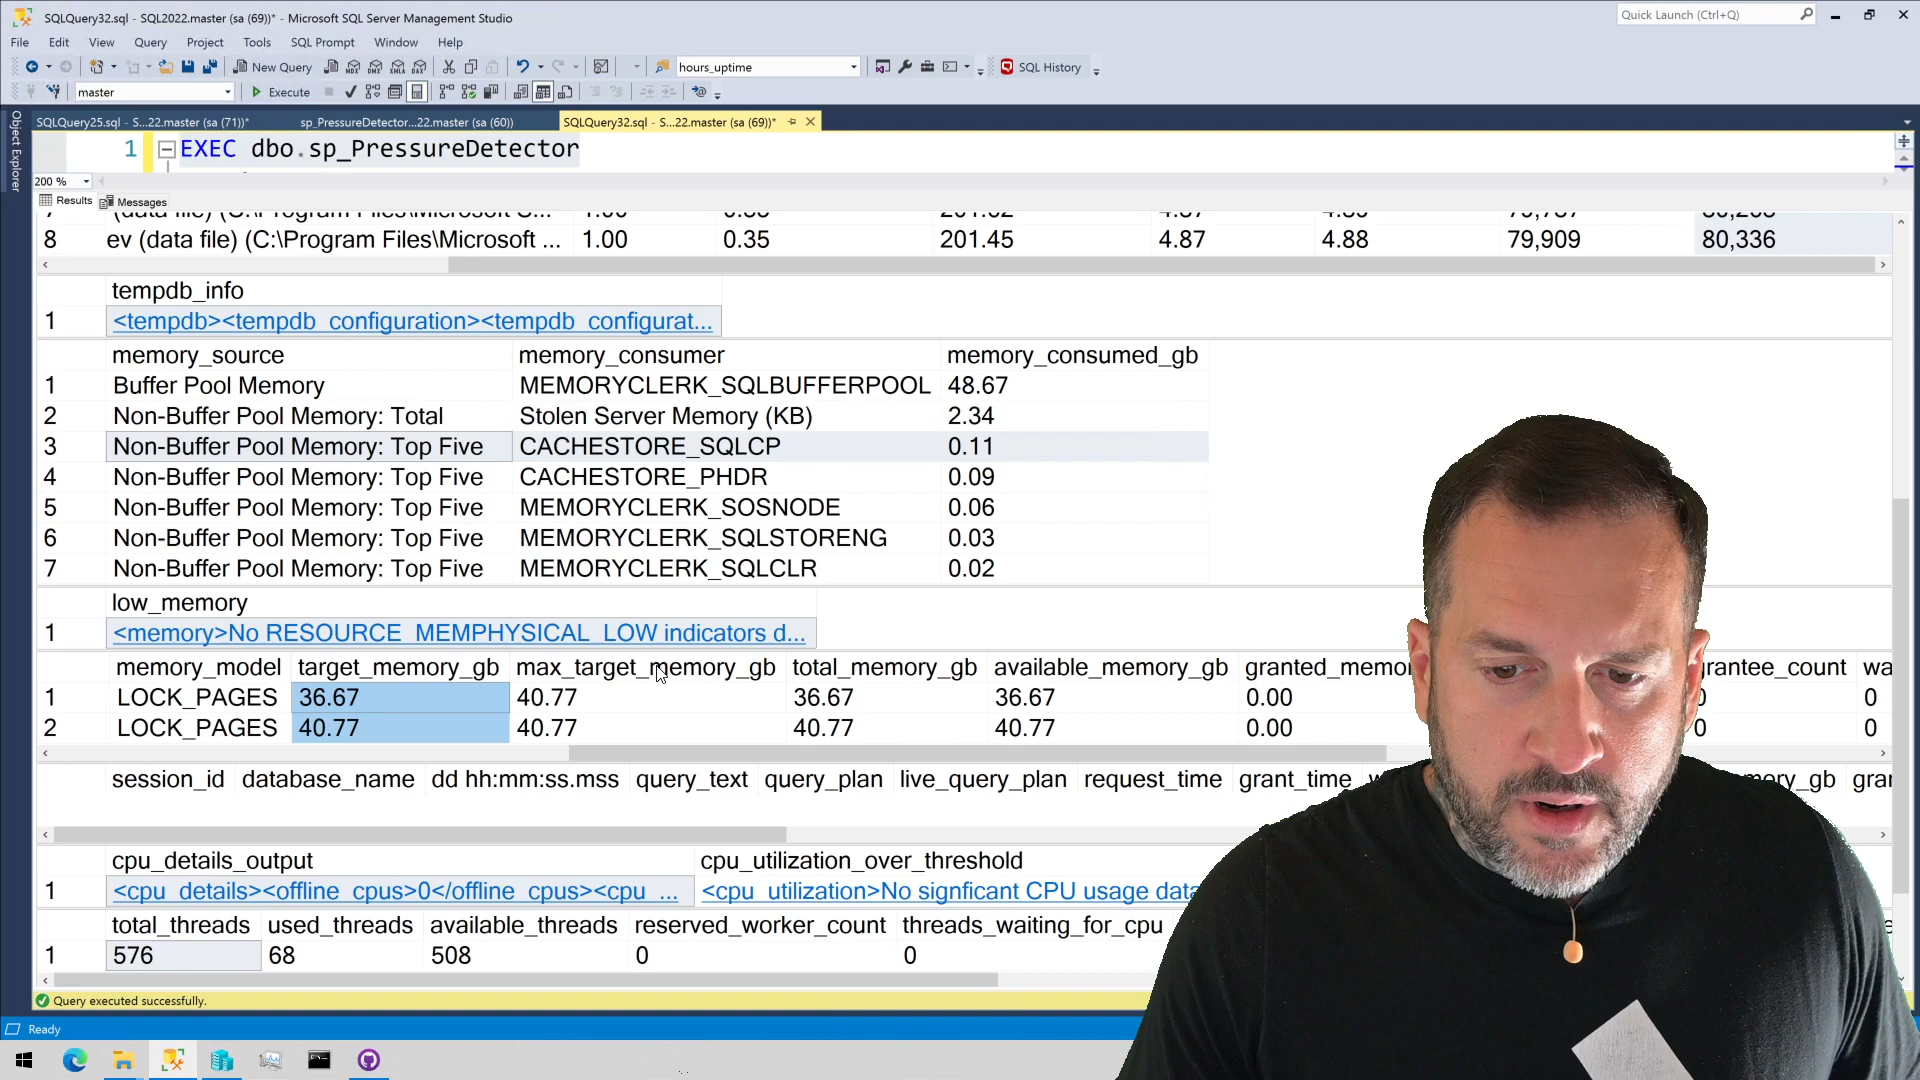 SQLQuery32.sql - SQL2022.master (sa (69))* - Microsoft SQL Server Management Studio
Quick Launch (Ctrl+Q)
File Edit View Query Project Tools SQL Prompt Window Help
New Query
hours_uptime
SQL History
master
Execute
SQLQuery25.sql - S...22.master (sa (71))*
sp_PressureDetector...22.master (sa (60))
SQLQuery32.sql - S...22.master (sa (69))*
Object Explorer
1 EXEC dbo.sp_PressureDetector
200 %
Results Messages
8 ev (data file) (C:\Program Files\Microsoft ... 1.00 0.35 201.45 4.87 4.88 79,909 80,336
tempdb_info
1 <tempdb><tempdb_configuration><tempdb_configurat...
memory_source memory_consumer memory_consumed_gb
1 Buffer Pool Memory MEMORYCLERK_SQLBUFFERPOOL 48.67
2 Non-Buffer Pool Memory: Total Stolen Server Memory (KB) 2.34
3 Non-Buffer Pool Memory: Top Five CACHESTORE_SQLCP 0.11
4 Non-Buffer Pool Memory: Top Five CACHESTORE_PHDR 0.09
5 Non-Buffer Pool Memory: Top Five MEMORYCLERK_SOSNODE 0.06
6 Non-Buffer Pool Memory: Top Five MEMORYCLERK_SQLSTORENG 0.03
7 Non-Buffer Pool Memory: Top Five MEMORYCLERK_SQLCLR 0.02
low_memory
1 <memory>No RESOURCE_MEMPHYSICAL_LOW indicators d...
memory_model target_memory_gb max_target_memory_gb total_memory_gb available_memory_gb granted_memor grantee_count wa
1 LOCK_PAGES 36.67 40.77 36.67 36.67 0.00 0 0
2 LOCK_PAGES 40.77 40.77 40.77 40.77 0.00 0 0
session_id database_name dd hh:mm:ss.mss query_text query_plan live_query_plan request_time grant_time mory_gb gran
cpu_details_output cpu_utilization_over_threshold
1 <cpu_details><offline_cpus>0</offline_cpus><cpu_... <cpu_utilization>No signficant CPU usage data
total_threads used_threads available_threads reserved_worker_count threads_waiting_for_cpu
1 576 68 508 0 0
Query executed successfully.
Ready